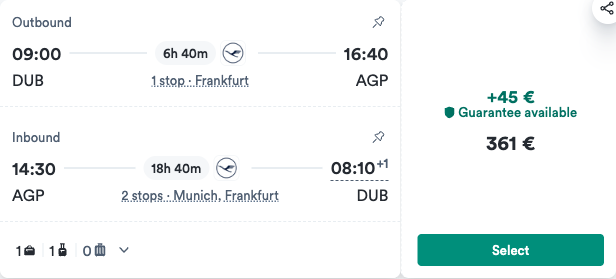 Outbound
09:00 6h 40m 16:40
DUB 1 stop · Frankfurt AGP
Inbound
14:30 18h 40m 08:10 +1
AGP 2 stops · Munich, Frankfurt DUB
1 1 0
+45 €
Guarantee available
361 €
Select